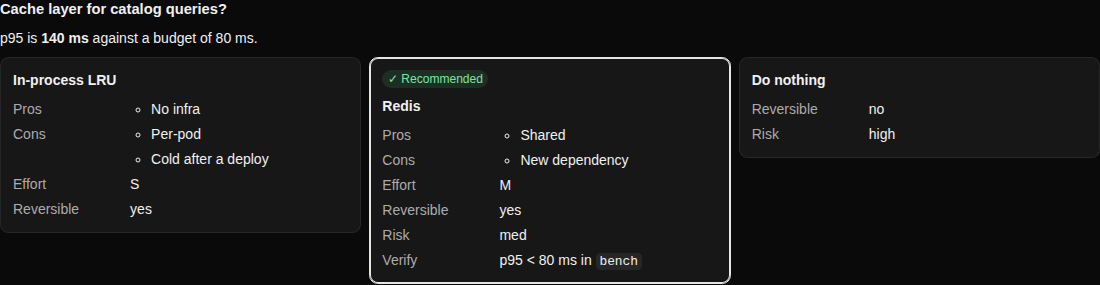 Cache layer for catalog queries?
p95 is 140 ms against a budget of 80 ms.
In-process LRU
Pros
No infra
Cons
Per-pod
Cold after a deploy
Effort S
Reversible yes
✓ Recommended
Redis
Pros
Shared
Cons
New dependency
Effort M
Reversible yes
Risk med
Verify p95 < 80 ms in bench
Do nothing
Reversible no
Risk high